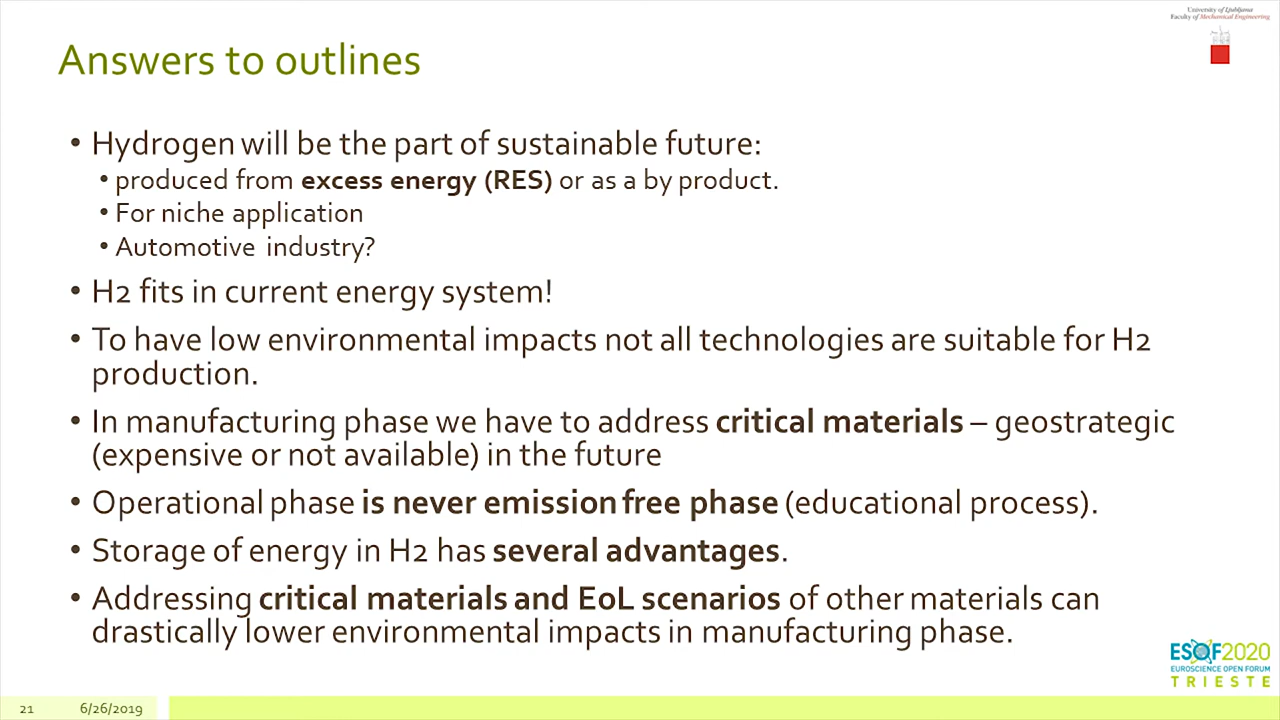 University of Ljubljana
Faculty of Mechanical Engineering
Answers to outlines
• Hydrogen will be the part of sustainable future:
• produced from excess energy (RES) or as a by product.
• For niche application
• Automotive industry?
• H2 fits in current energy system!
• To have low environmental impacts not all technologies are suitable for H2
production.
• In manufacturing phase we have to address critical materials – geostrategic
(expensive or not available) in the future
• Operational phase is never emission free phase (educational process).
• Storage of energy in H2 has several advantages.
• Addressing critical materials and EoL scenarios of other materials can
drastically lower environmental impacts in manufacturing phase.
ESOF2020
EUROSCIENCE OPEN FORUM
TRIESTE
21 6/26/2019